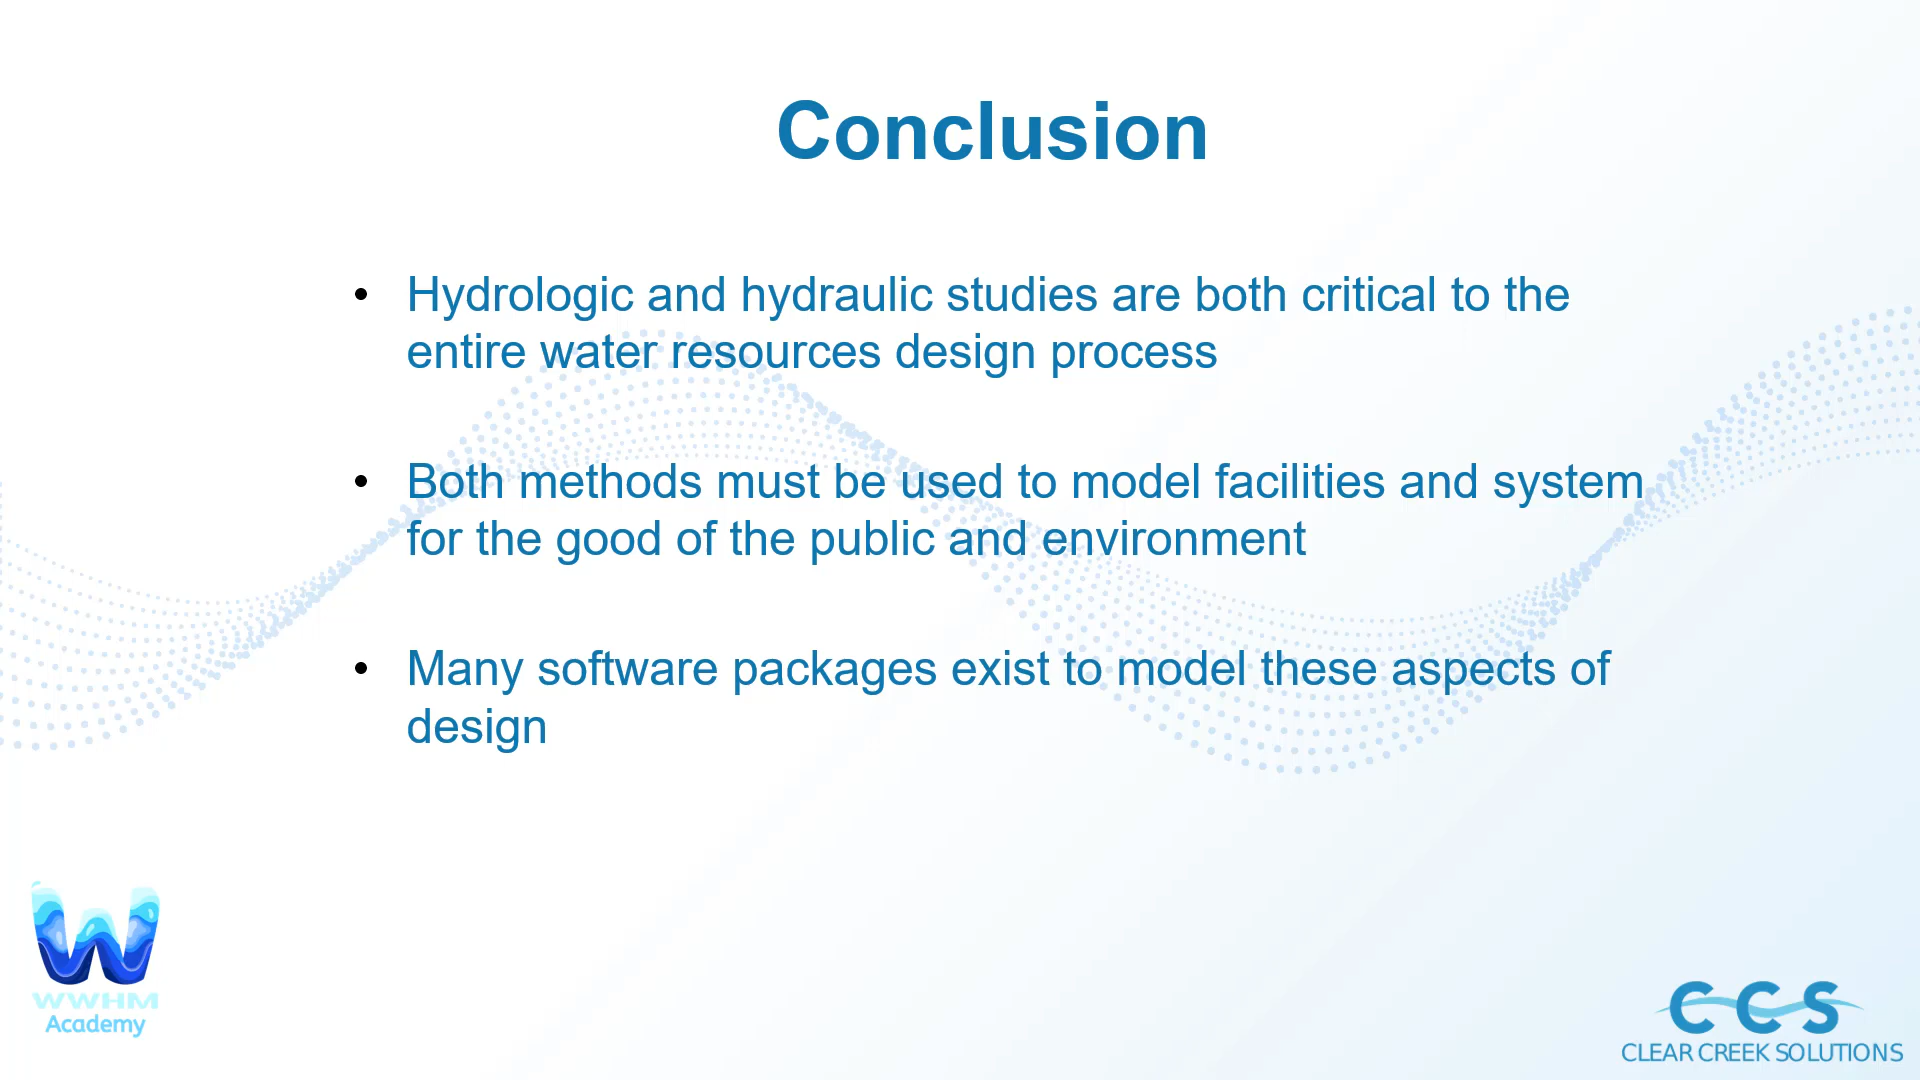 Conclusion
• Hydrologic and hydraulic studies are both critical to the
entire water resources design process
• Both methods must be used to model facilities and system
for the good of the public and environment
• Many software packages exist to model these aspects of
design
W
WWHM
Academy
CCS
CLEAR CREEK SOLUTIONS